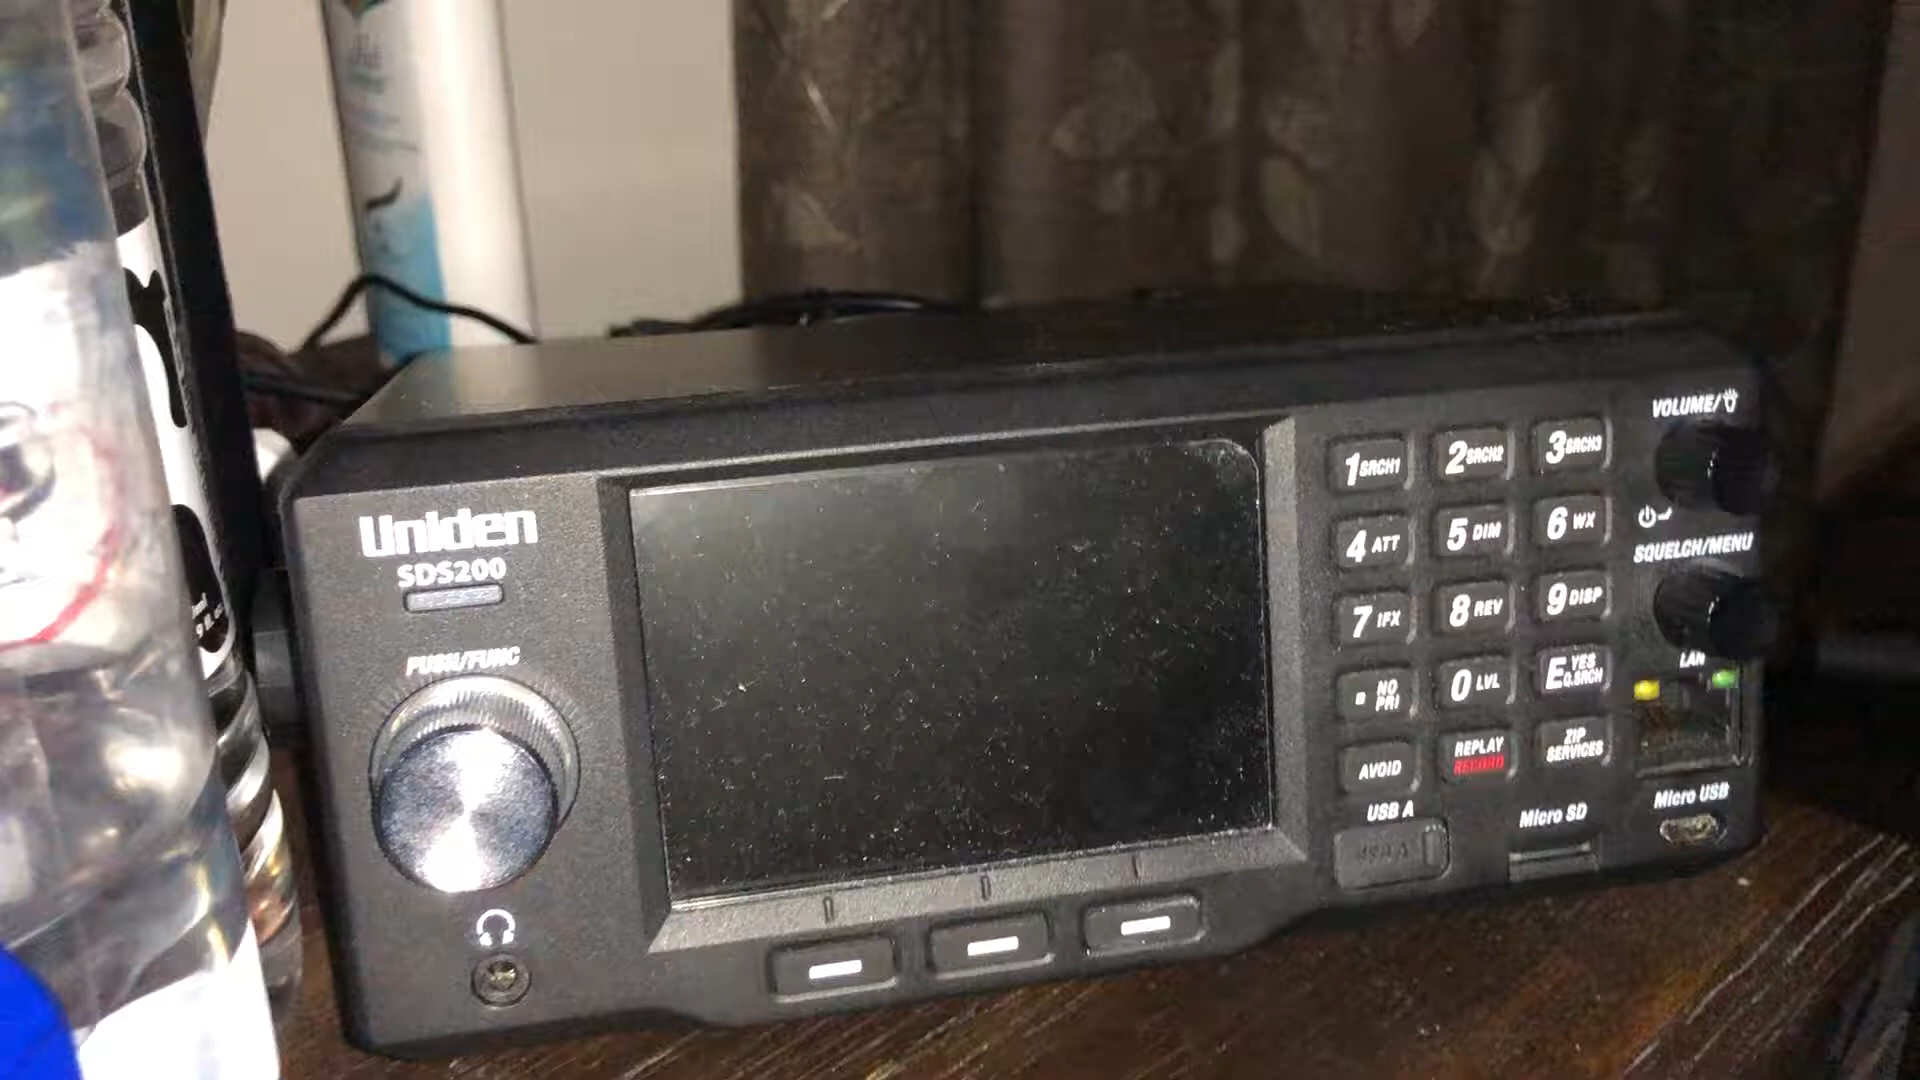 Uniden
SDS200
PUSH/FUNC
1 SRCH1
2 SRCH2
3 SRCH3
4 ATT
5 DIM
6 WX
7 IFX
8 REV
9 DISP
. NO PRI
0 LVL
E YES Q.SRCH
AVOID
REPLAY
RECORD
ZIP
SERVICES
VOLUME/
SQUELCH/MENU
LAN
USB A
USB A
Micro SD
Micro USB